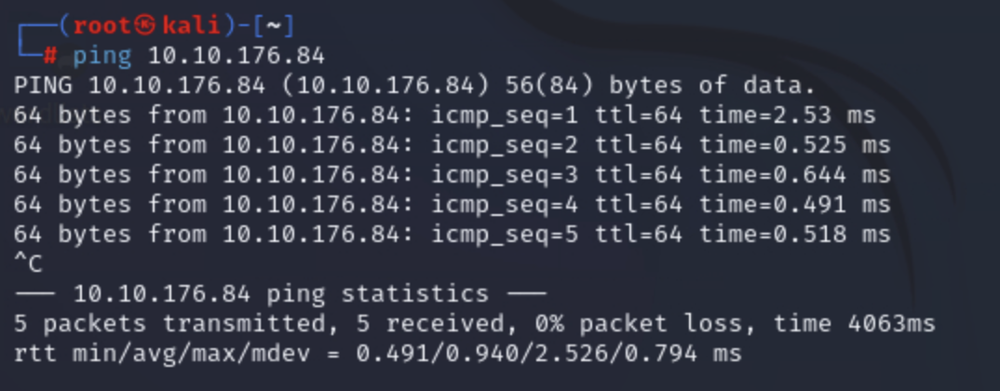 ┌──(root㉿kali)-[~]
└─# ping 10.10.176.84
PING 10.10.176.84 (10.10.176.84) 56(84) bytes of data.
64 bytes from 10.10.176.84: icmp_seq=1 ttl=64 time=2.53 ms
64 bytes from 10.10.176.84: icmp_seq=2 ttl=64 time=0.525 ms
64 bytes from 10.10.176.84: icmp_seq=3 ttl=64 time=0.644 ms
64 bytes from 10.10.176.84: icmp_seq=4 ttl=64 time=0.491 ms
64 bytes from 10.10.176.84: icmp_seq=5 ttl=64 time=0.518 ms
^C
--- 10.10.176.84 ping statistics ---
5 packets transmitted, 5 received, 0% packet loss, time 4063ms
rtt min/avg/max/mdev = 0.491/0.940/2.526/0.794 ms